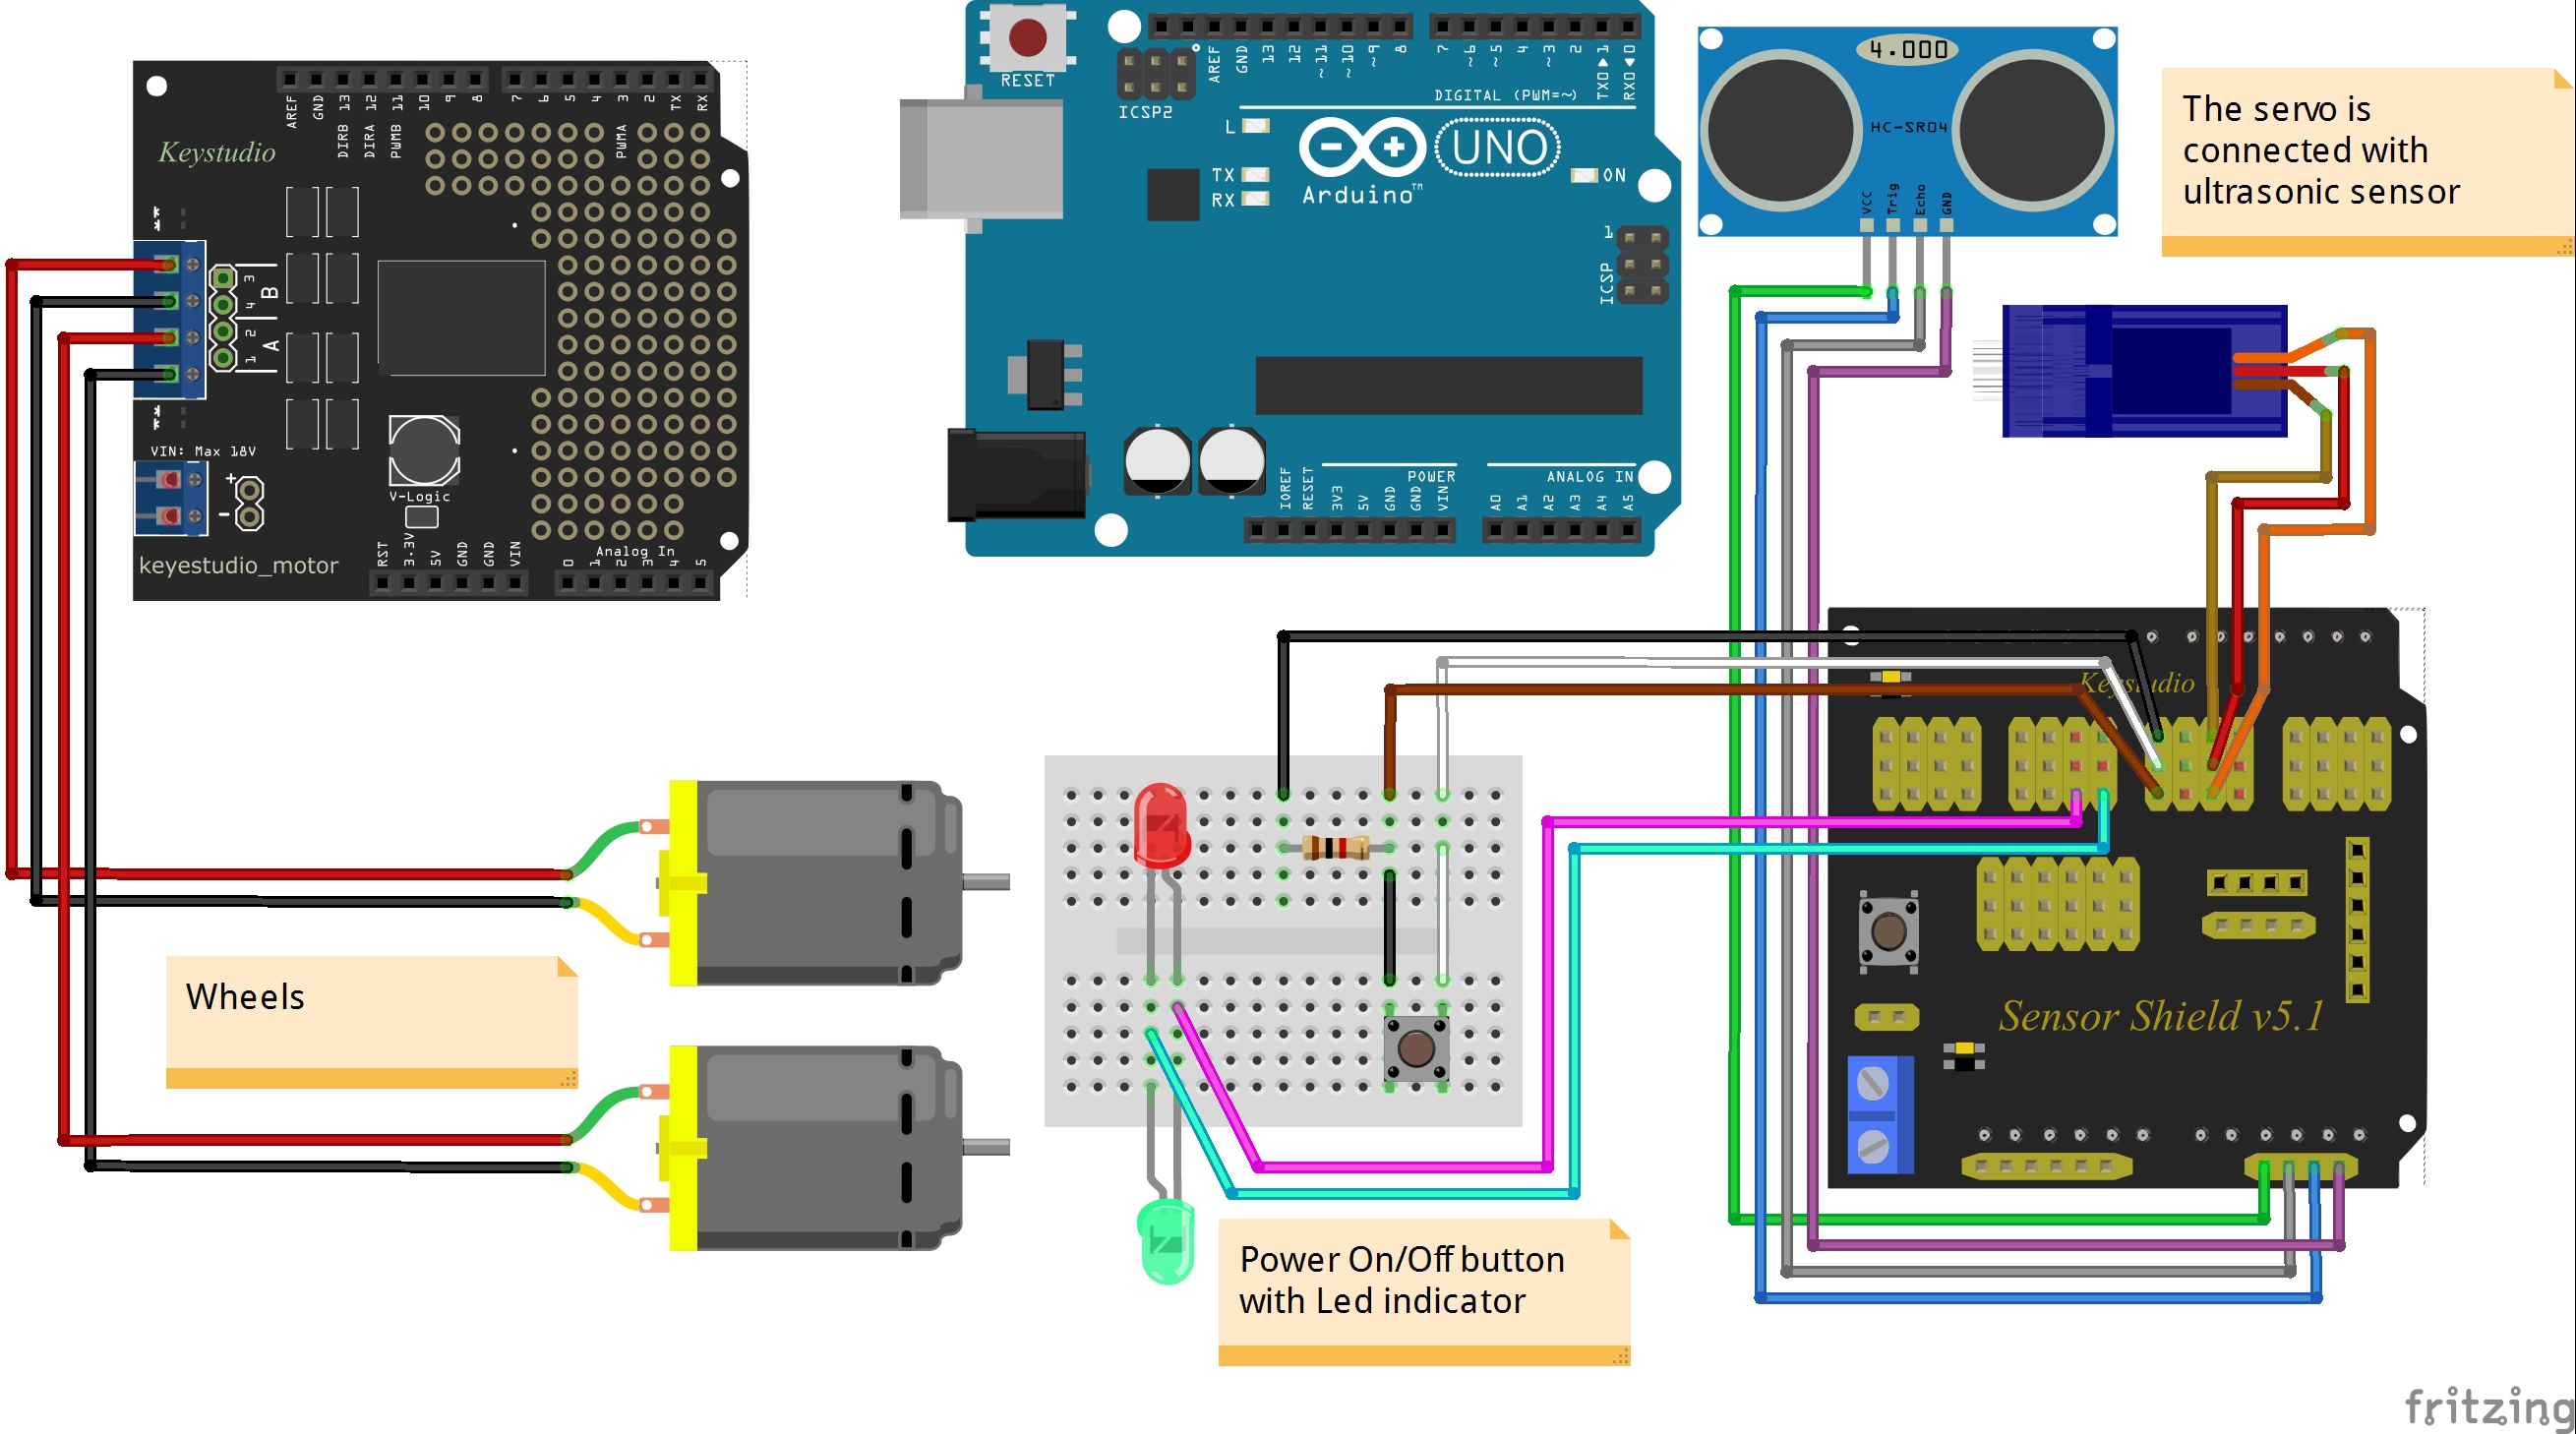 AREF
GND
13
12
11
10
9
8
7
6
5
4
3
2
TX
RX
DIRB
DIRA
PWMB
PWMA
Keystudio
3
4
B
2
1
A
VIN: Max 18V
+
-
V-Logic
keyestudio_motor
RST
3.3V
5V
GND
GND
VIN
Analog In
0
1
2
3
4
5
RESET
ICSP2
AREF
GND
13
12
~11
~10
~9
8
7
~6
~5
4
~3
2
TX0▶1
RX0◀0
DIGITAL (PWM=~)
L
TX
RX
UNO
ON
Arduino™
1
ICSP
IOREF
RESET
3V3
5V
GND
GND
VIN
POWER
ANALOG IN
A0
A1
A2
A3
A4
A5
4.000
HC-SR04
VCC
Trig
Echo
GND
The servo is
connected with
ultrasonic sensor
Keystudio
Sensor Shield v5.1
Wheels
Power On/Off button
with Led indicator
fritzing